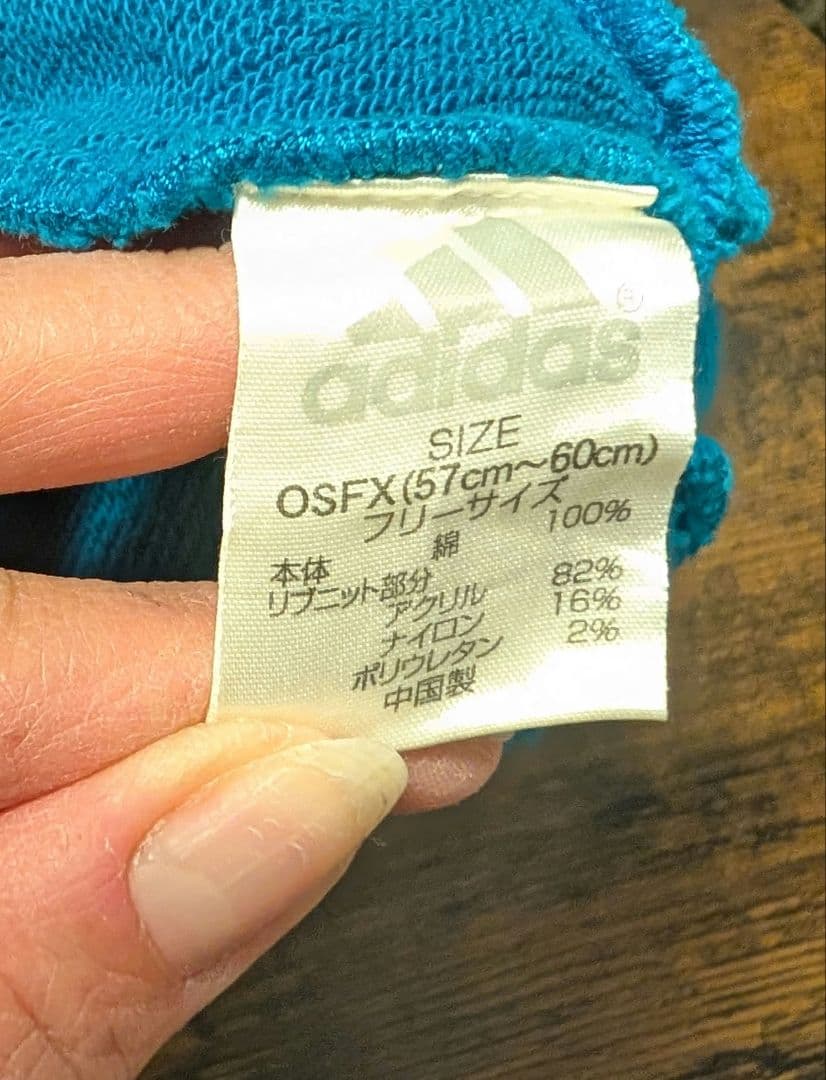 adidas ®
SIZE
OSFX(57cm～60cm)
フリーサイズ
本体 綿 100%
リブニット部分
アクリル 82%
ナイロン 16%
ポリウレタン 2%
中国製